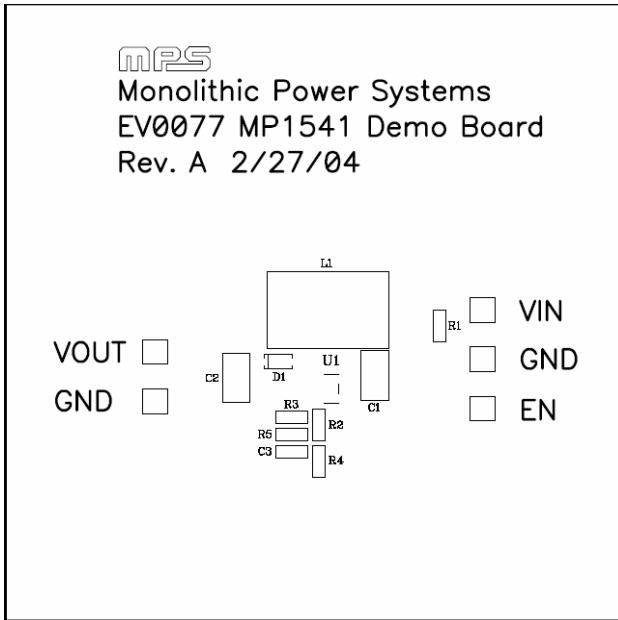 MPS
Monolithic Power Systems
EV0077 MP1541 Demo Board
Rev. A 2/27/04
L1
VIN
R1
VOUT
U1
GND
C2
D1
GND
C1
EN
R3
R2
R5
C3
R4